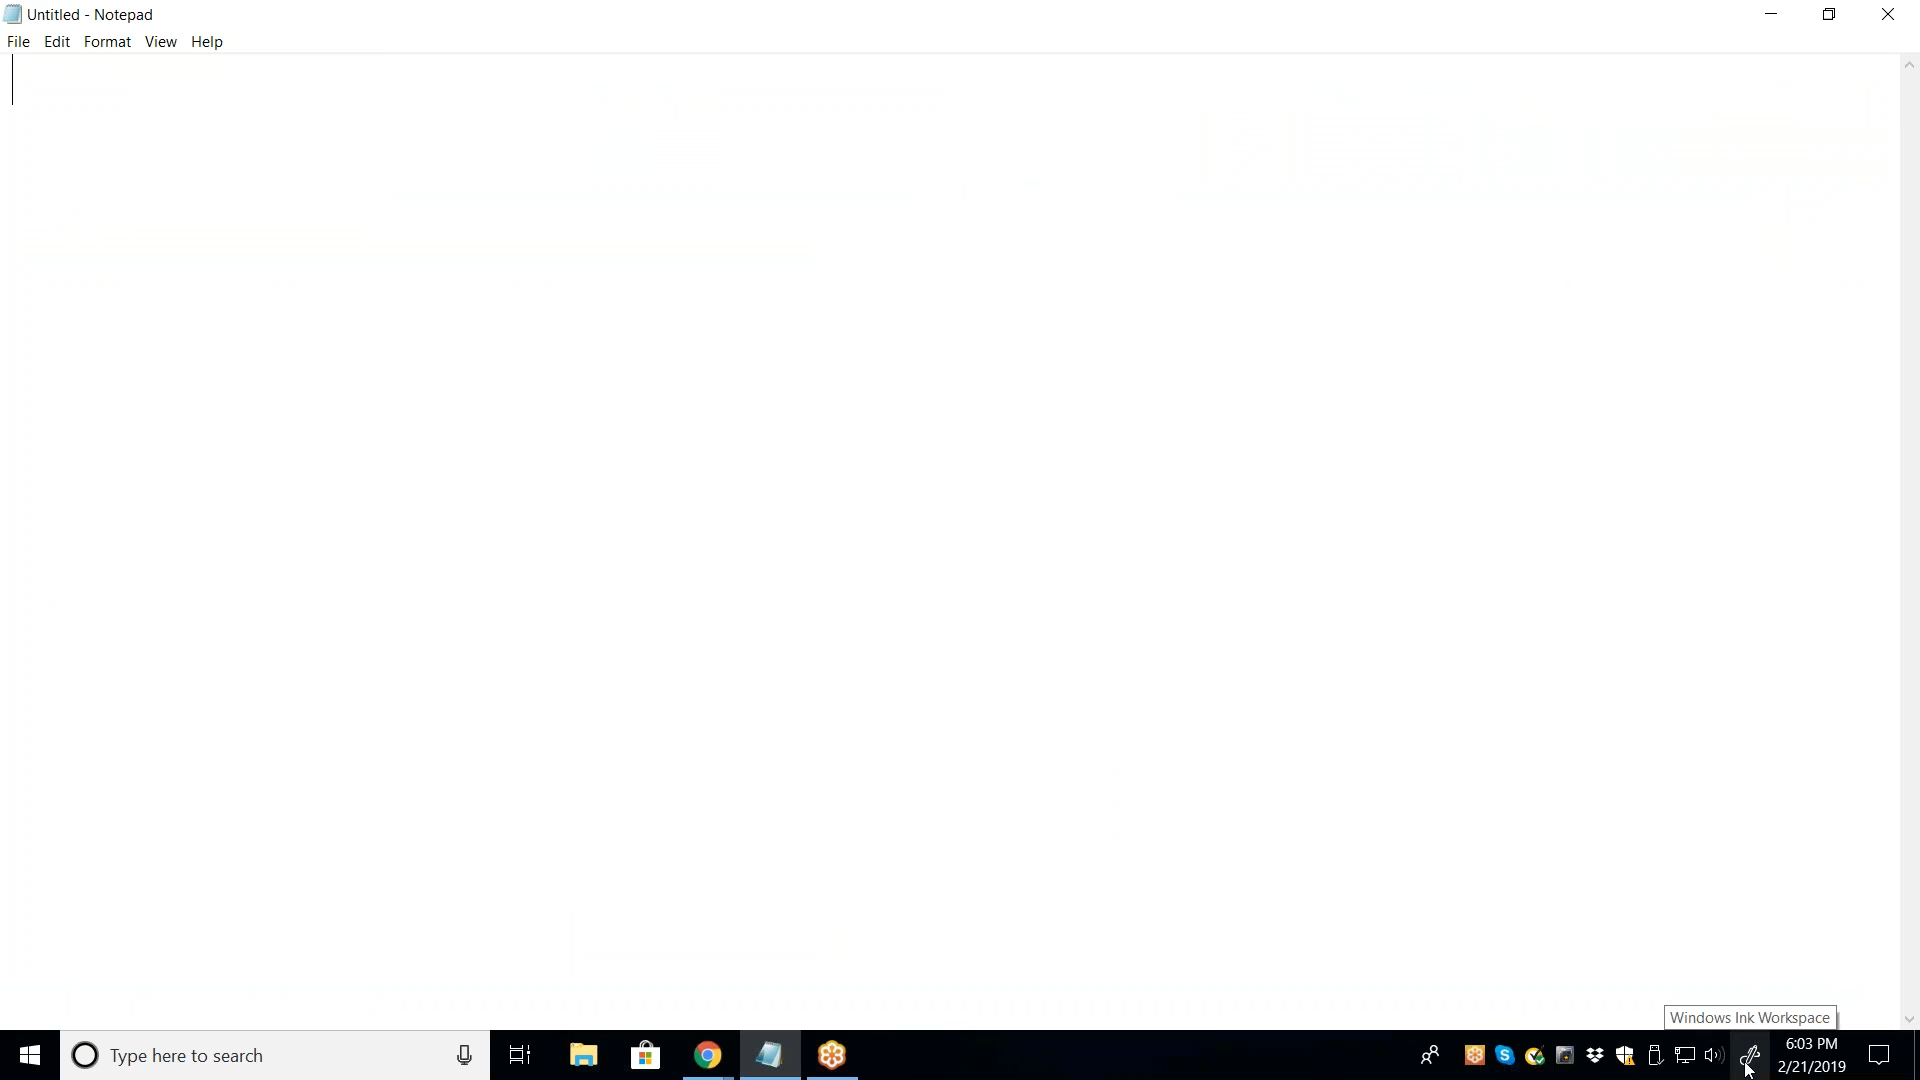 Untitled - Notepad
File Edit Format View Help
Windows Ink Workspace
Type here to search
6:03 PM
2/21/2019